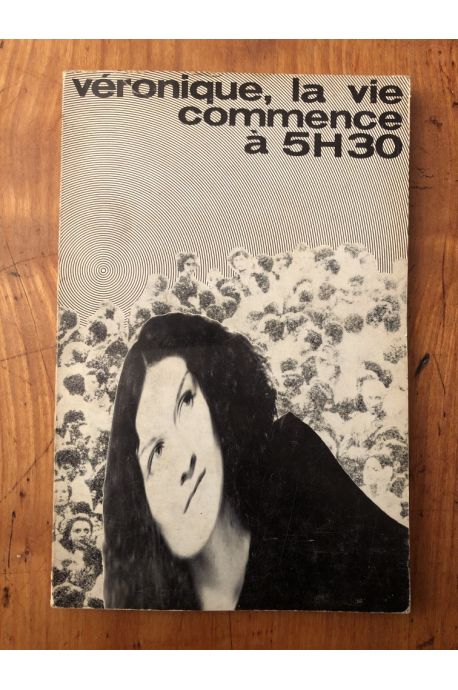 véronique, la vie
commence
à 5H30